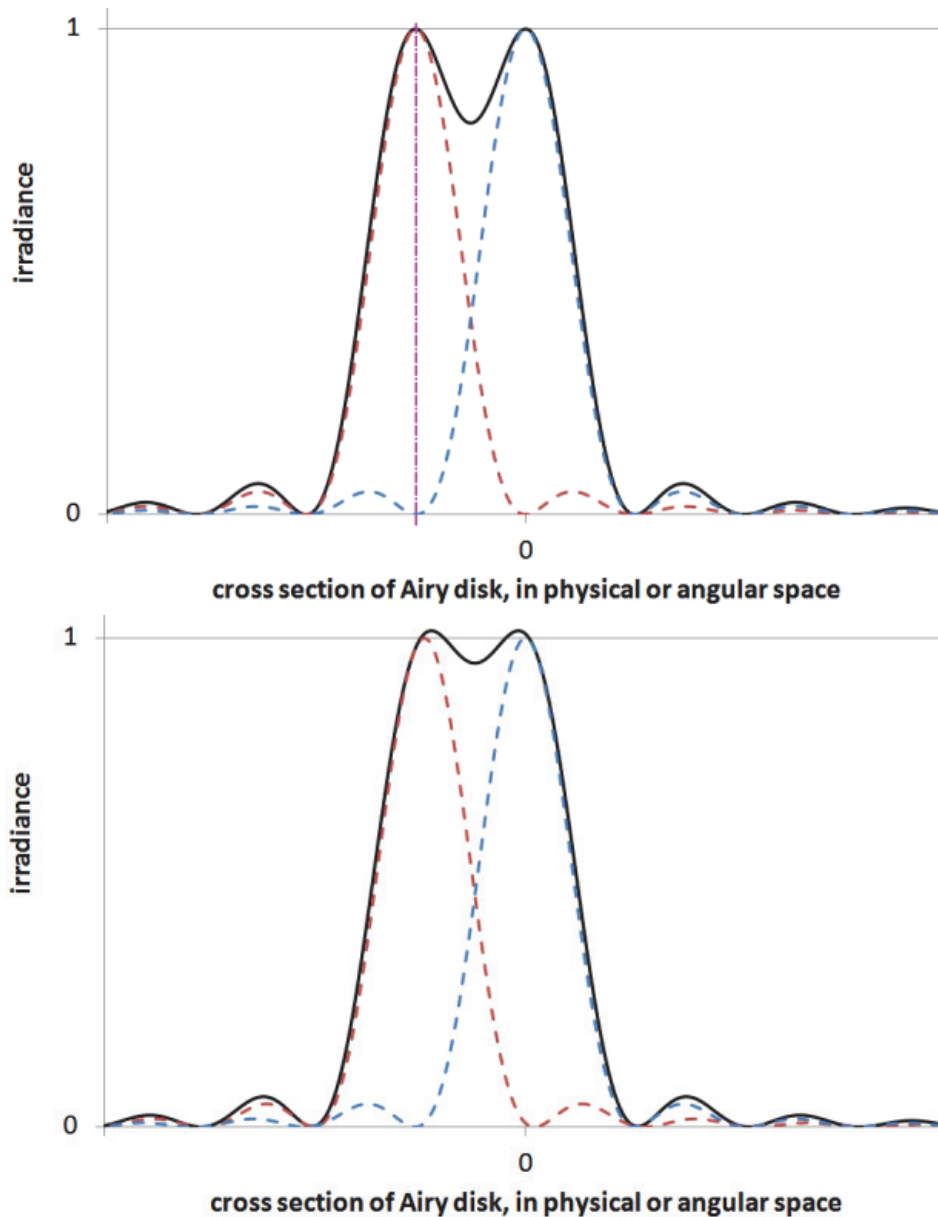 1
irradiance
0
0
cross section of Airy disk, in physical or angular space
1
irradiance
0
0
cross section of Airy disk, in physical or angular space